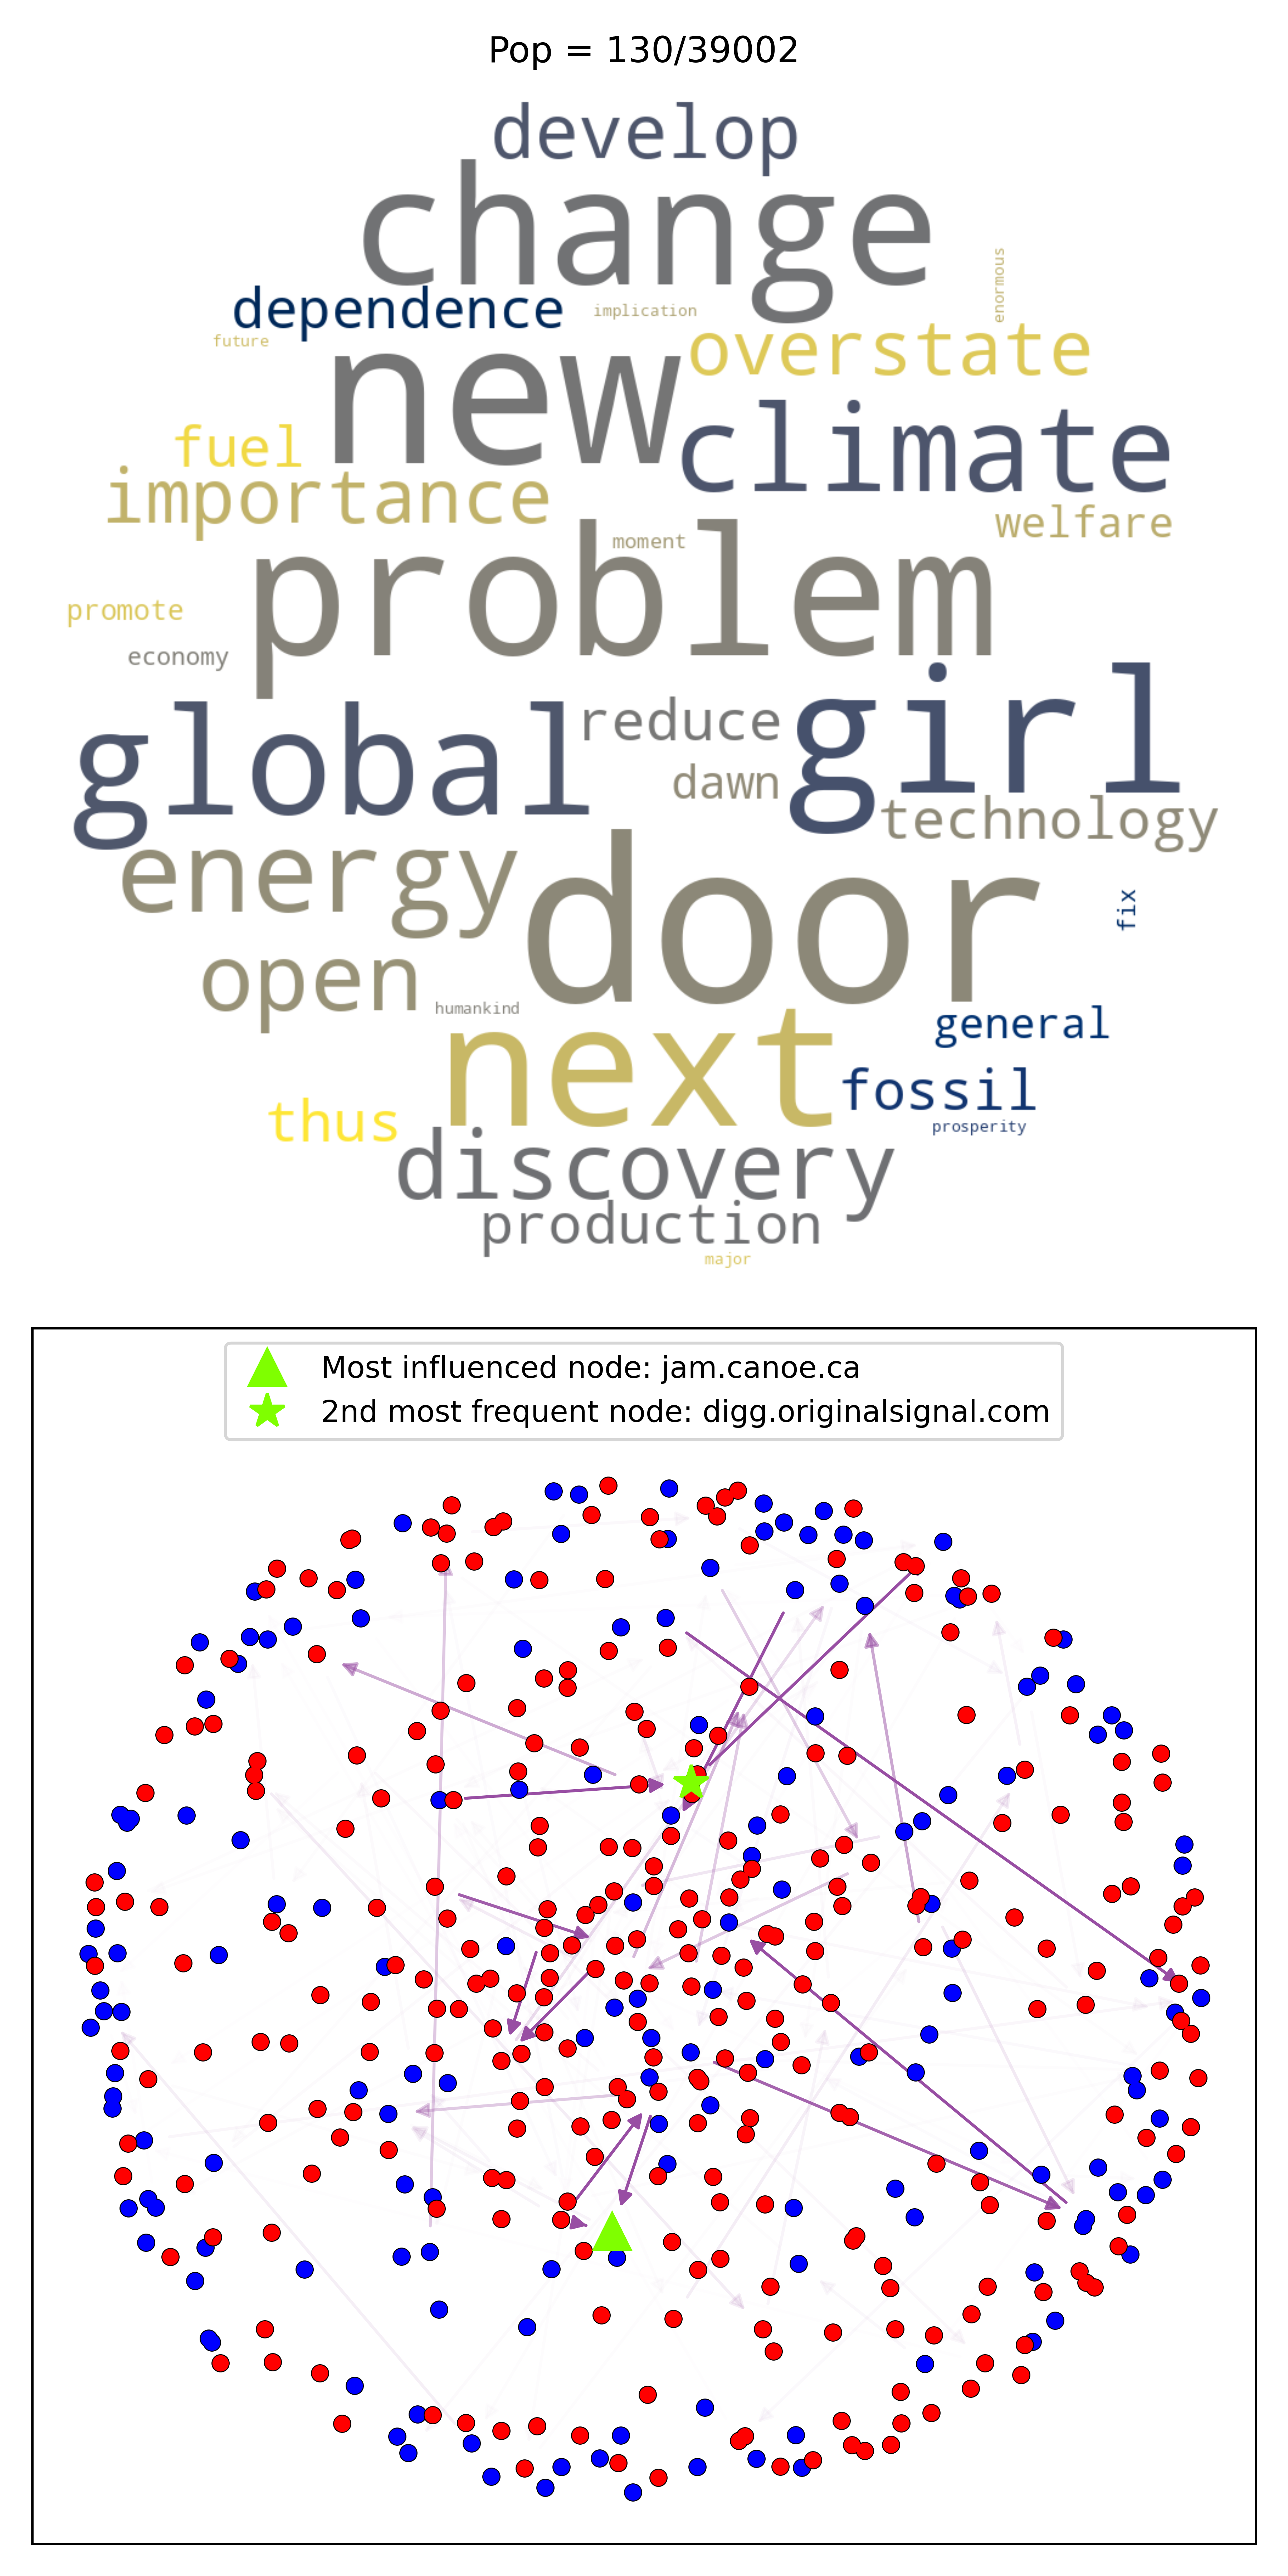 Pop = 130/39002
develop
change
enormous
dependence
implication
future
new
overstate
fuel
climate
importance
welfare
moment
problem
promote
economy
global
reduce
girl
dawn
technology
energy
door
fix
open
humankind
next
general
fossil
thus
prosperity
discovery
production
major
Most influenced node: jam.canoe.ca
2nd most frequent node: digg.originalsignal.com